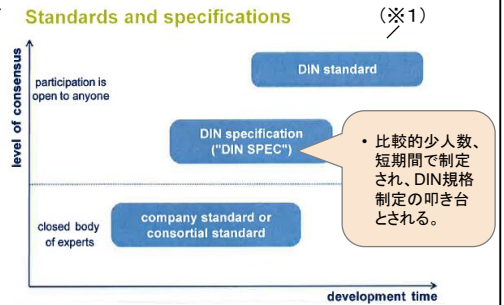 Standards and specifications
(※1)
level of consensus
participation is
open to anyone
DIN standard
DIN specification
("DIN SPEC")
• 比較的少人数、
短期間で制定
され、DIN規格
制定の叩き台
とされる。
closed body
of experts
company standard or
consortial standard
development time